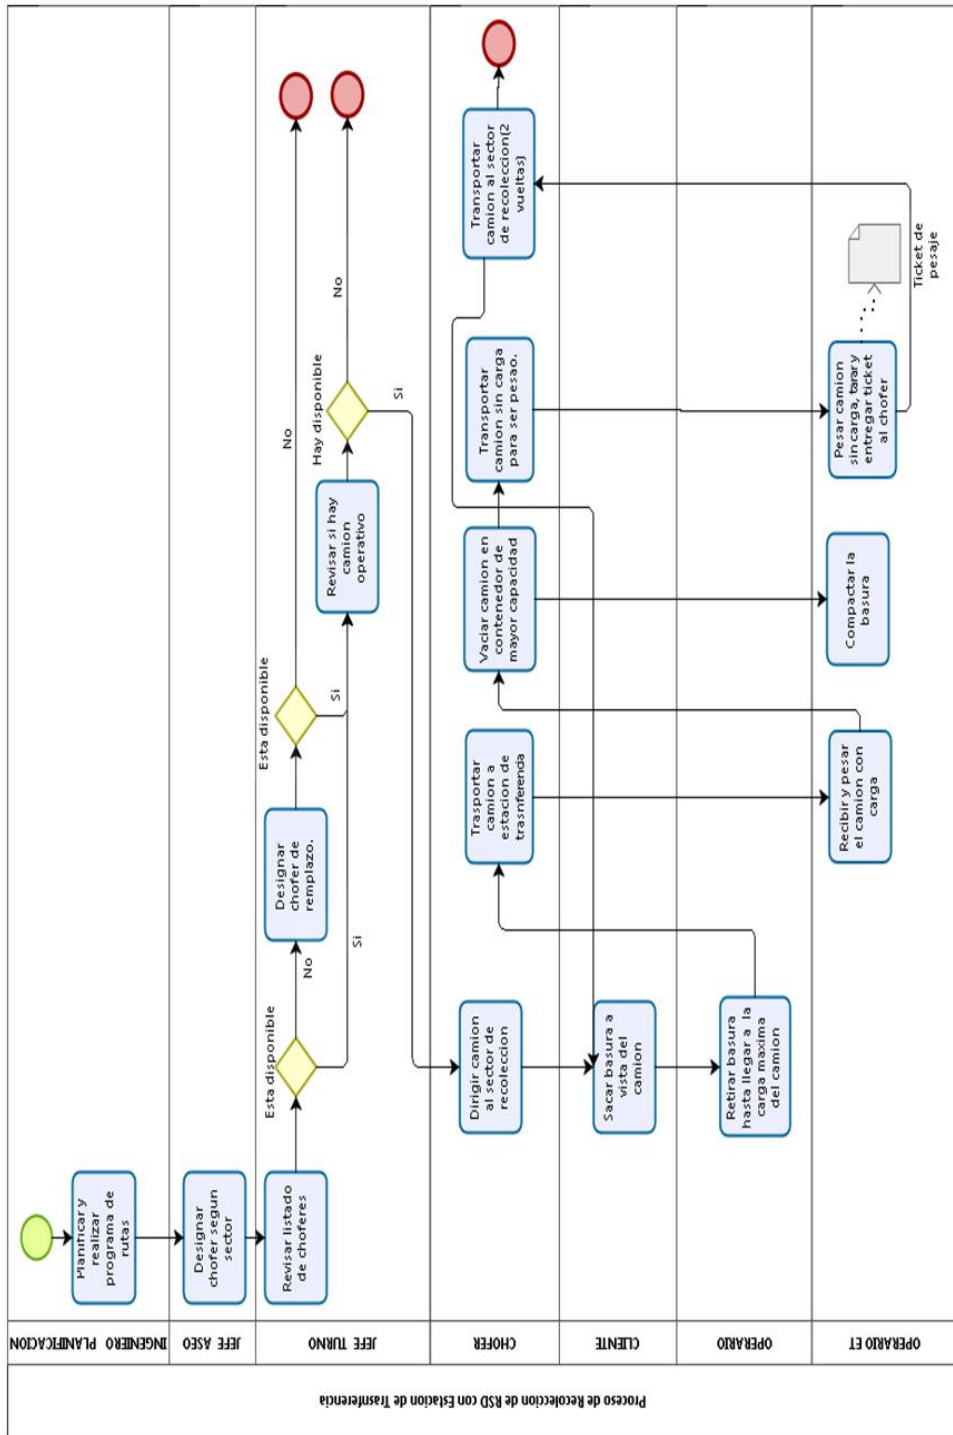 Proceso de Recoleccion de RSD con Estacion de Trasnferencia
INGENIERO PLANIFICACION
Planificar y
realizar
programa de
rutas
JEFE ASEO
Designar
chofer segun
sector
JEFE TURNO
Revisar listado
de choferes
Esta disponible
No
Si
Designar
chofer de
remplazo.
Esta disponible
No
Si
Revisar si hay
camion
operativo
Hay disponible
No
Si
CHOFER
Dirigir camion
al sector de
recoleccion
Trasportar
camion a
estacion de
trasnferenda
Vaciar camion en
contenedor de
mayor capacidad
Transportar
camion sin carga
para ser pesao.
Transportar
camion al sector
de recoleccion(2
vueltas)
CLIENTE
Sacar basura a
vista del
camion
OPERARIO
Retirar basura
hasta llegar a la
carga maxima
del camion
OPERARIO ET
Recibir y pesar
el camion con
carga
Compactar la
basura
Pesar camion
sin carga, tarar y
entregar ticket
al chofer
Ticket de
pesaje